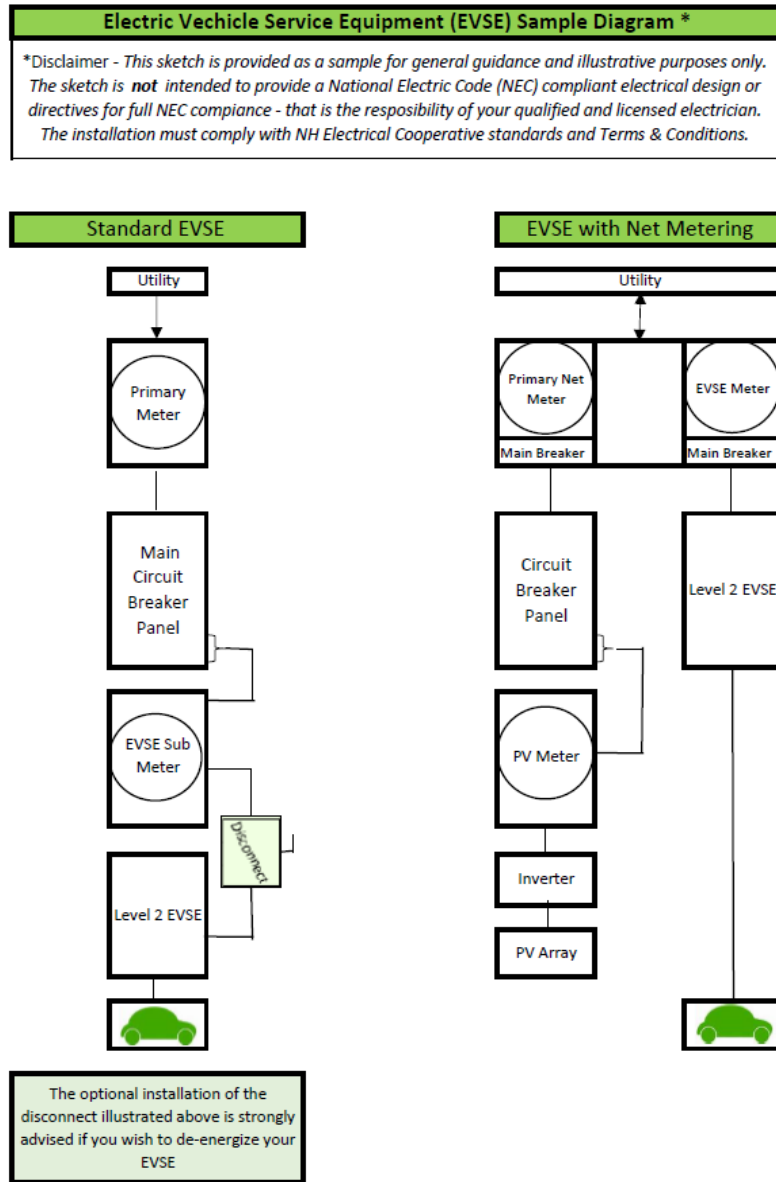 Electric Vechicle Service Equipment (EVSE) Sample Diagram *
*Disclaimer - This sketch is provided as a sample for general guidance and illustrative purposes only.
The sketch is not intended to provide a National Electric Code (NEC) compliant electrical design or
directives for full NEC compiance - that is the resposibility of your qualified and licensed electrician.
The installation must comply with NH Electrical Cooperative standards and Terms & Conditions.
Standard EVSE
Utility
Primary
Meter
Main
Circuit
Breaker
Panel
EVSE Sub
Meter
Disconnect
Level 2 EVSE
The optional installation of the
disconnect illustrated above is strongly
advised if you wish to de-energize your
EVSE
EVSE with Net Metering
Utility
Primary Net
Meter
Main Breaker
EVSE Meter
Main Breaker
Circuit
Breaker
Panel
Level 2 EVSE
PV Meter
Inverter
PV Array